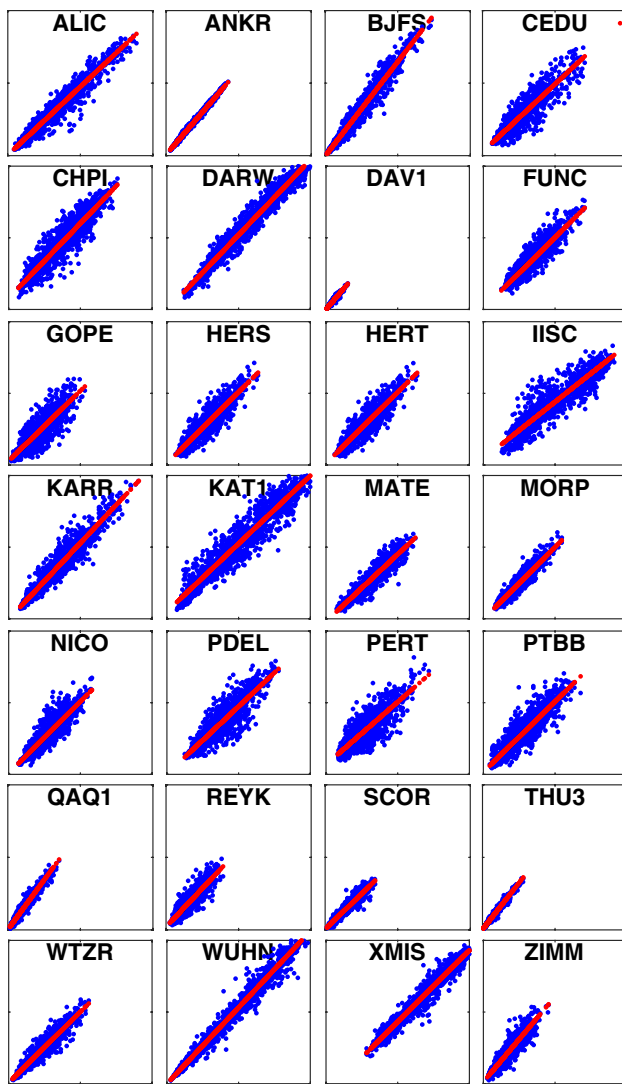 ALIC ANKR BJFS CEDU
CHPI DARW DAV1 FUNC
GOPE HERS HERT IISC
KARR KAT1 MATE MORP
NICO PDEL PERT PTBB
QAQ1 REYK SCOR THU3
WTZR WUHN XMIS ZIMM